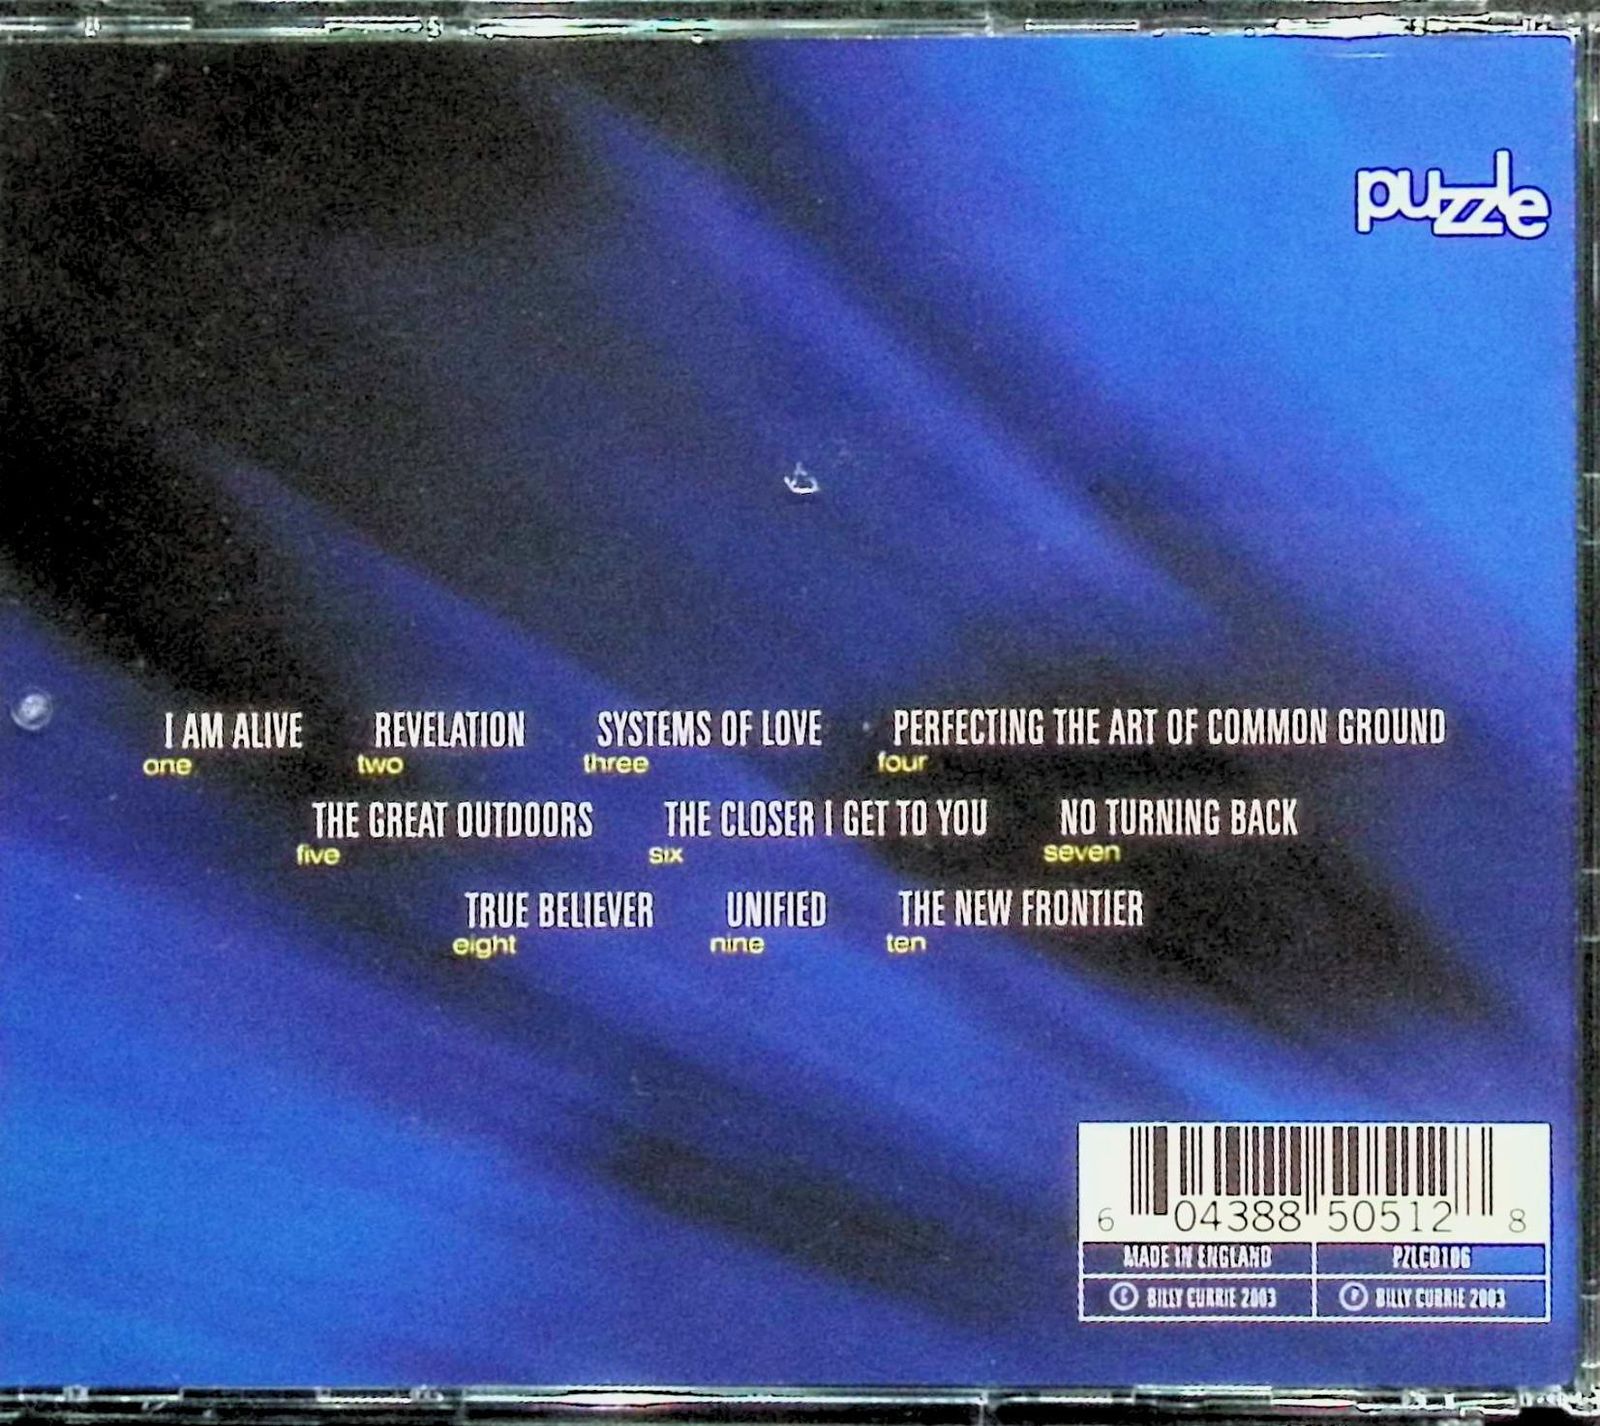 puzzle
I AM ALIVE REVELATION SYSTEMS OF LOVE PERFECTING THE ART OF COMMON GROUND
one two three four
THE GREAT OUTDOORS THE CLOSER I GET TO YOU NO TURNING BACK
five six seven
TRUE BELIEVER UNIFIED THE NEW FRONTIER
eight nine ten
6 04388 50512 8
MADE IN ENGLAND PZLCD106
© BILLY CURRIE 2003 ℗ BILLY CURRIE 2003